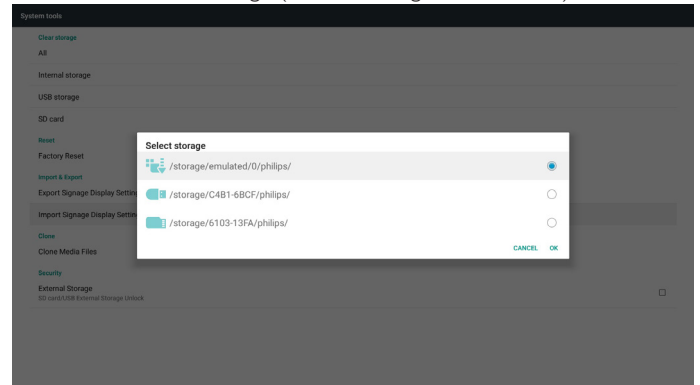 System tools
Clear storage
All
Internal storage
USB storage
SD card
Reset
Factory Reset
Import & Export
Export Signage Display Settin
Import Signage Display Settin
Clone
Clone Media Files
Security
External Storage
SD card/USB External Storage Unlock
Select storage
/storage/emulated/0/philips/
/storage/C4B1-6BCF/philips/
/storage/6103-13FA/philips/
CANCEL OK